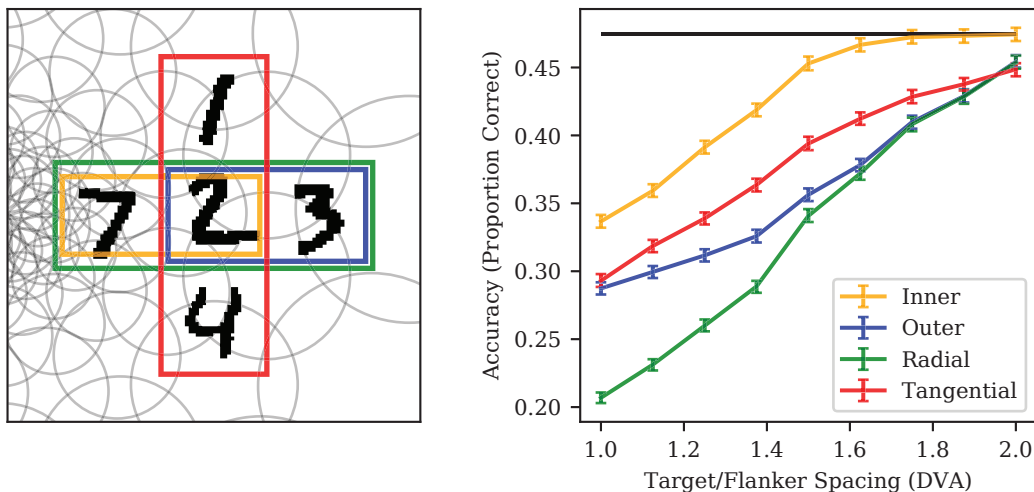 1
7 2 3
4
Accuracy (Proportion Correct)
0.45
0.40
0.35
0.30
0.25
0.20
Inner
Outer
Radial
Tangential
1.0 1.2 1.4 1.6 1.8 2.0
Target/Flanker Spacing (DVA)